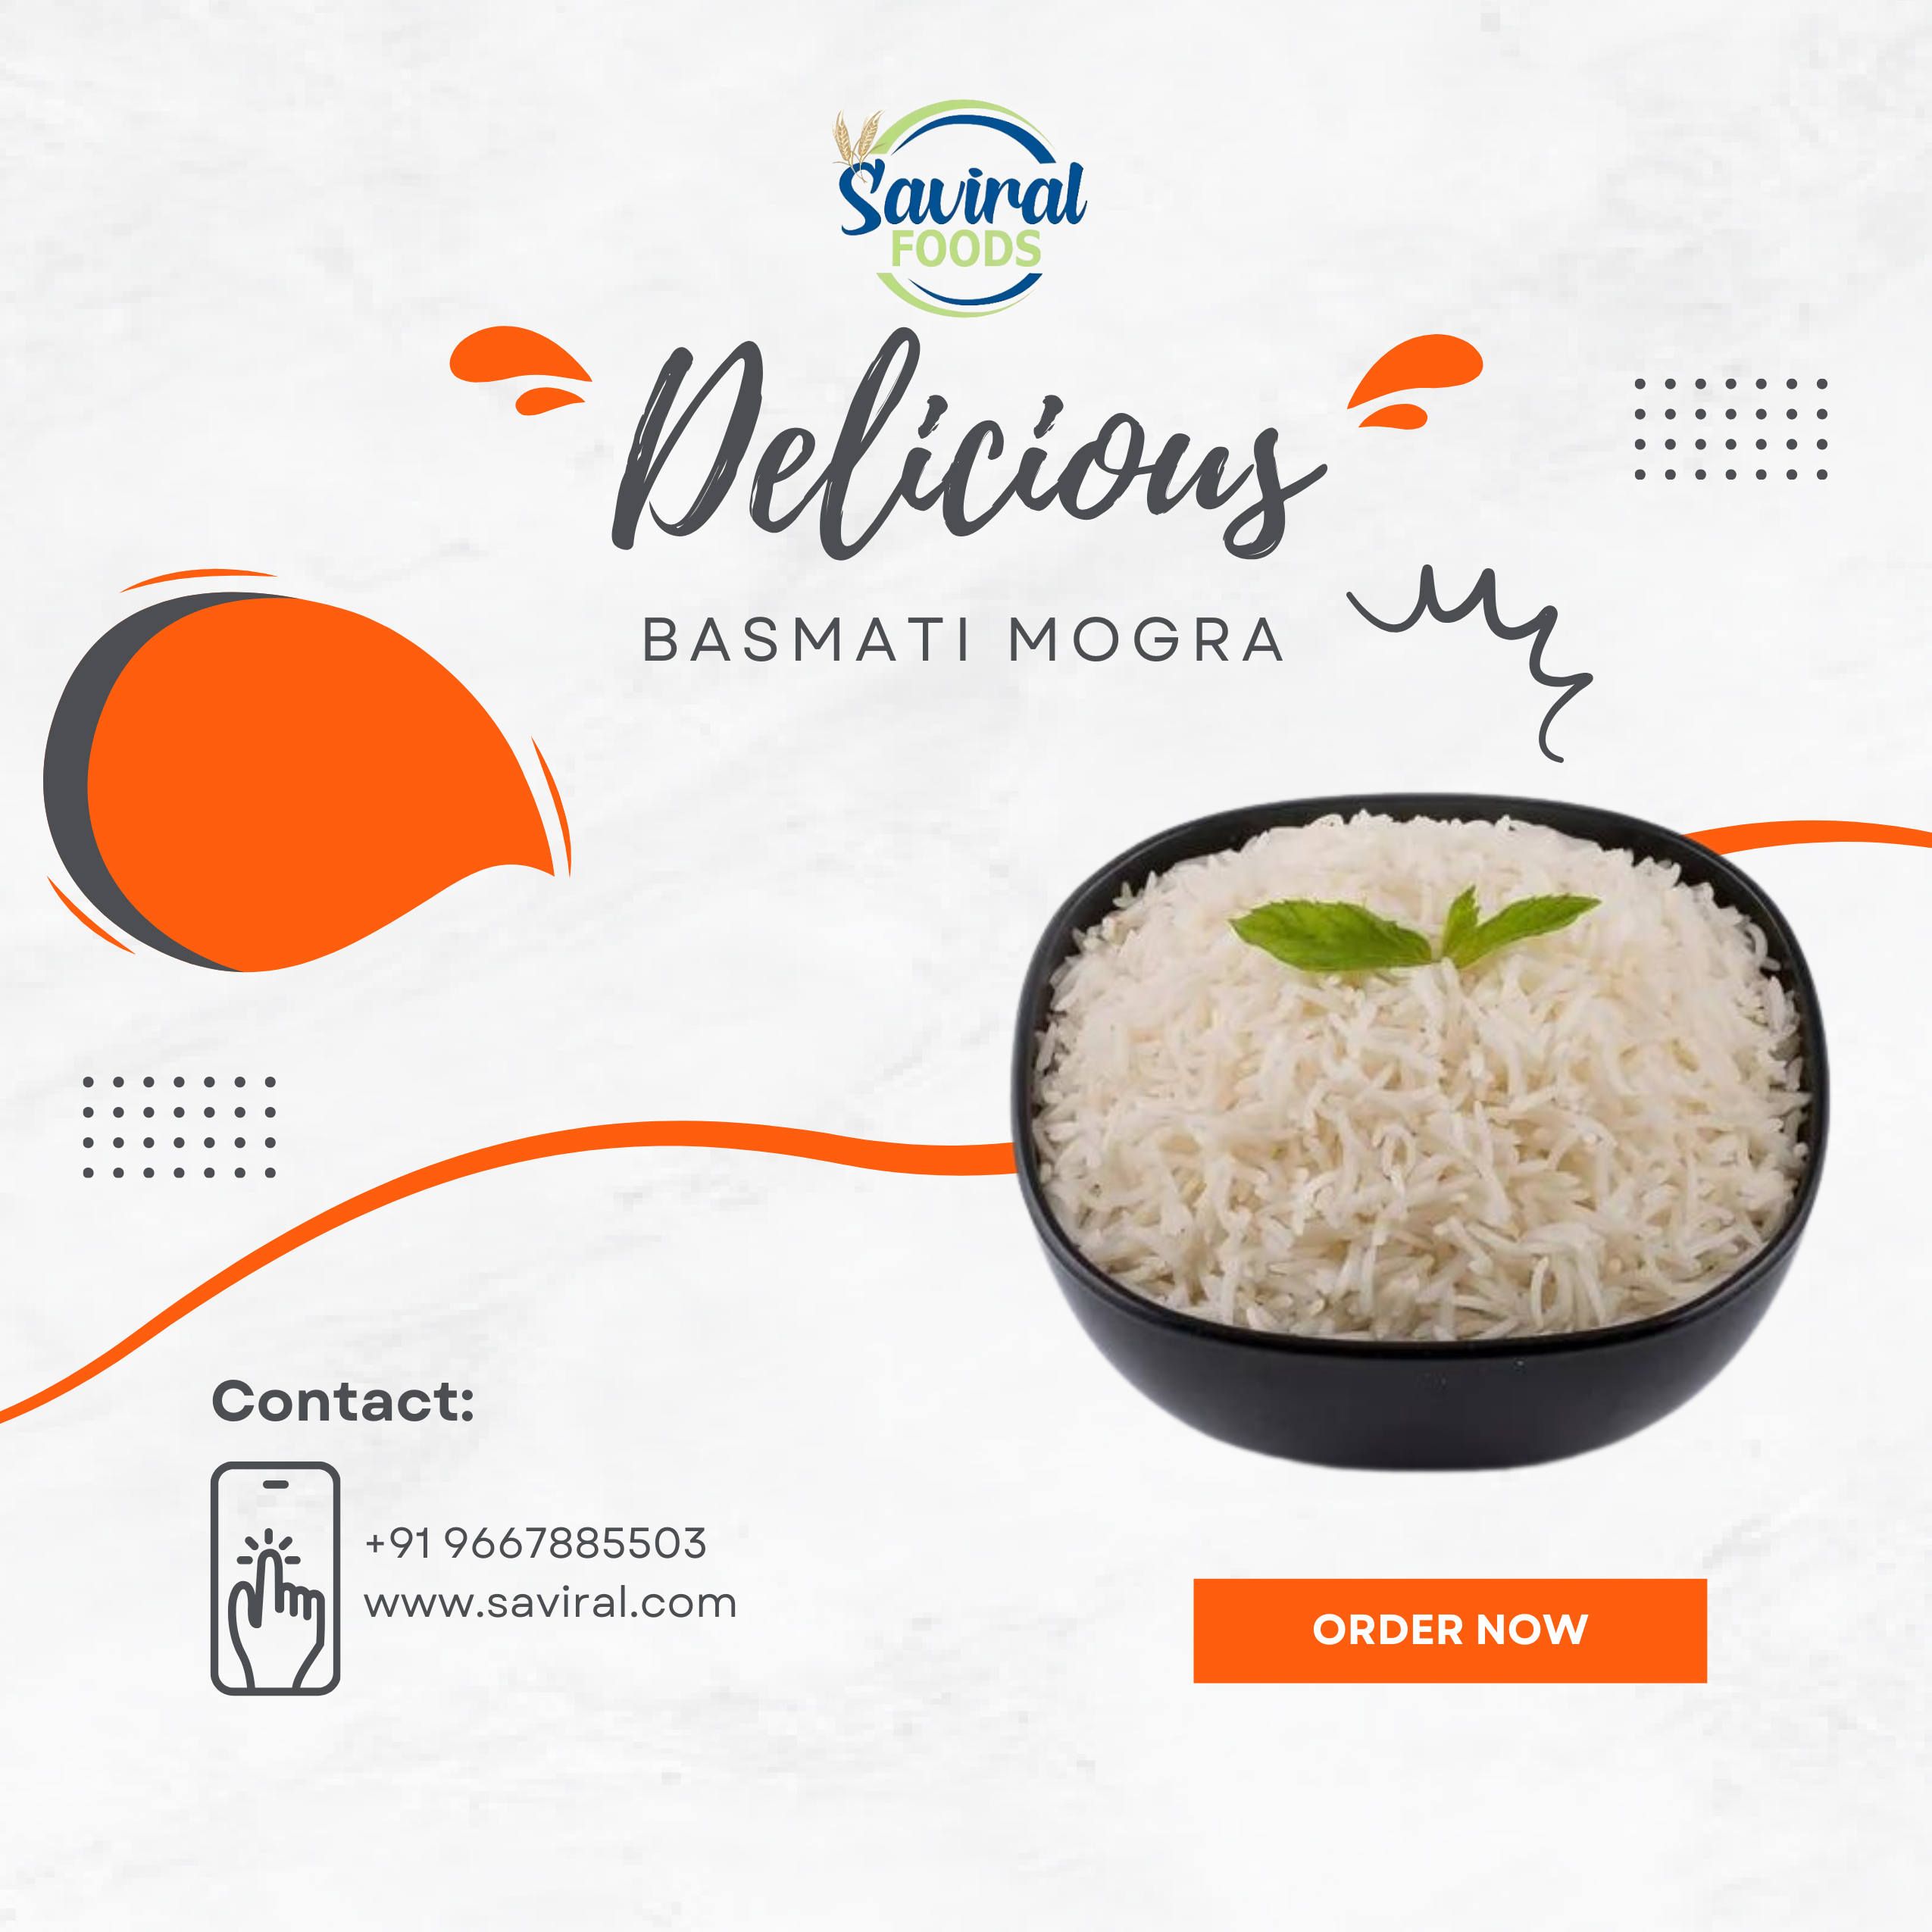 Saviral
FOODS
Delicious
BASMATI MOGRA
Contact:
+91 9667885503
www.saviral.com
ORDER NOW